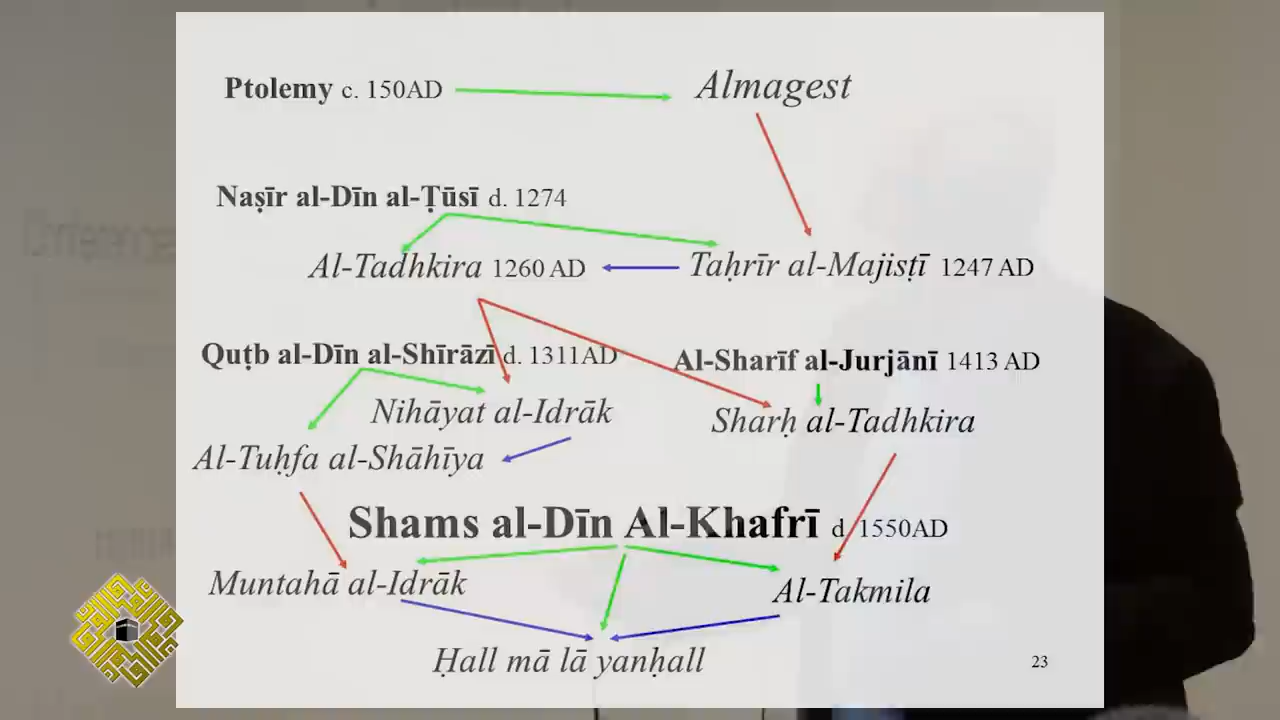 Ptolemy c. 150AD
Almagest
Naṣīr al-Dīn al-Ṭūsī d. 1274
Al-Tadhkira 1260 AD
Taḥrīr al-Majisṭī 1247 AD
Quṭb al-Dīn al-Shīrāzī d. 1311AD
Al-Sharīf al-Jurjānī 1413 AD
Nihāyat al-Idrāk
Sharḥ al-Tadhkira
Al-Tuḥfa al-Shāhīya
Shams al-Dīn Al-Khafrī d 1550AD
Muntahā al-Idrāk
Al-Takmila
Ḥall mā lā yanḥall
23